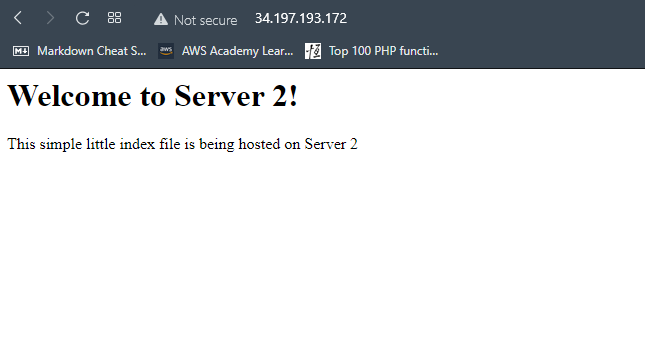 Not secure 34.197.193.172
M↓ Markdown Cheat S... aws AWS Academy Lear... Top 100 PHP functi...
Welcome to Server 2!
This simple little index file is being hosted on Server 2